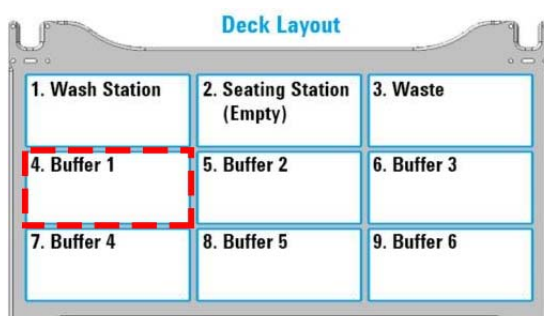 Deck Layout
1. Wash Station
2. Seating Station
(Empty)
3. Waste
4. Buffer 1
5. Buffer 2
6. Buffer 3
7. Buffer 4
8. Buffer 5
9. Buffer 6